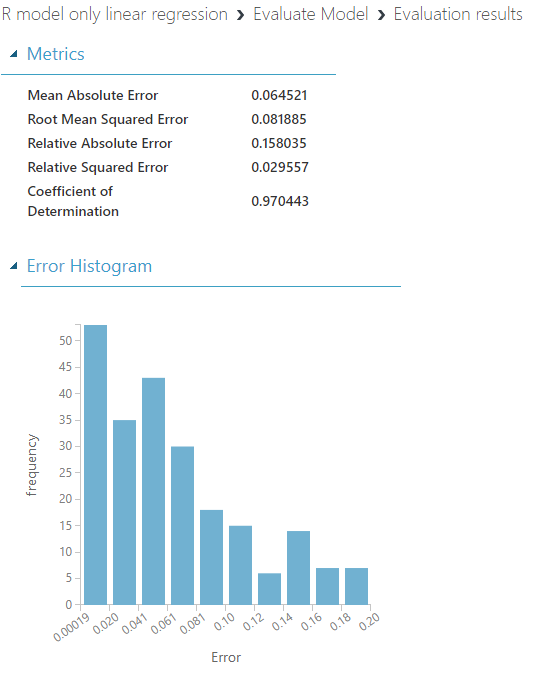 R model only linear regression ❯ Evaluate Model ❯ Evaluation results
Metrics
Mean Absolute Error 0.064521
Root Mean Squared Error 0.081885
Relative Absolute Error 0.158035
Relative Squared Error 0.029557
Coefficient of
Determination 0.970443
Error Histogram
50
45
40
35
30
25
20
15
10
5
0
frequency
0.00019 0.020 0.041 0.061 0.081 0.10 0.12 0.14 0.16 0.18 0.20
Error